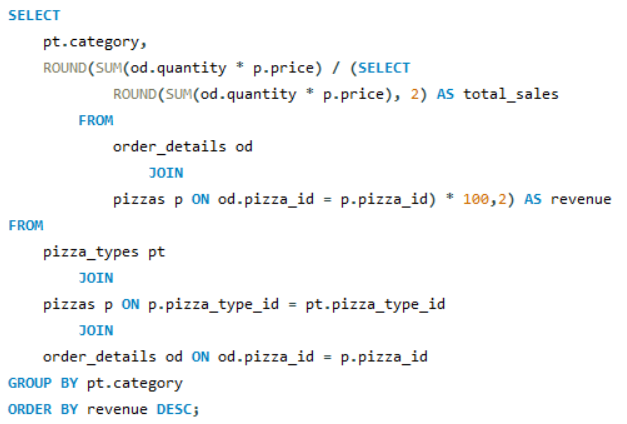 SELECT
pt.category,
ROUND(SUM(od.quantity * p.price) / (SELECT
ROUND(SUM(od.quantity * p.price), 2) AS total_sales
FROM
order_details od
JOIN
pizzas p ON od.pizza_id = p.pizza_id) * 100,2) AS revenue
FROM
pizza_types pt
JOIN
pizzas p ON p.pizza_type_id = pt.pizza_type_id
JOIN
order_details od ON od.pizza_id = p.pizza_id
GROUP BY pt.category
ORDER BY revenue DESC;